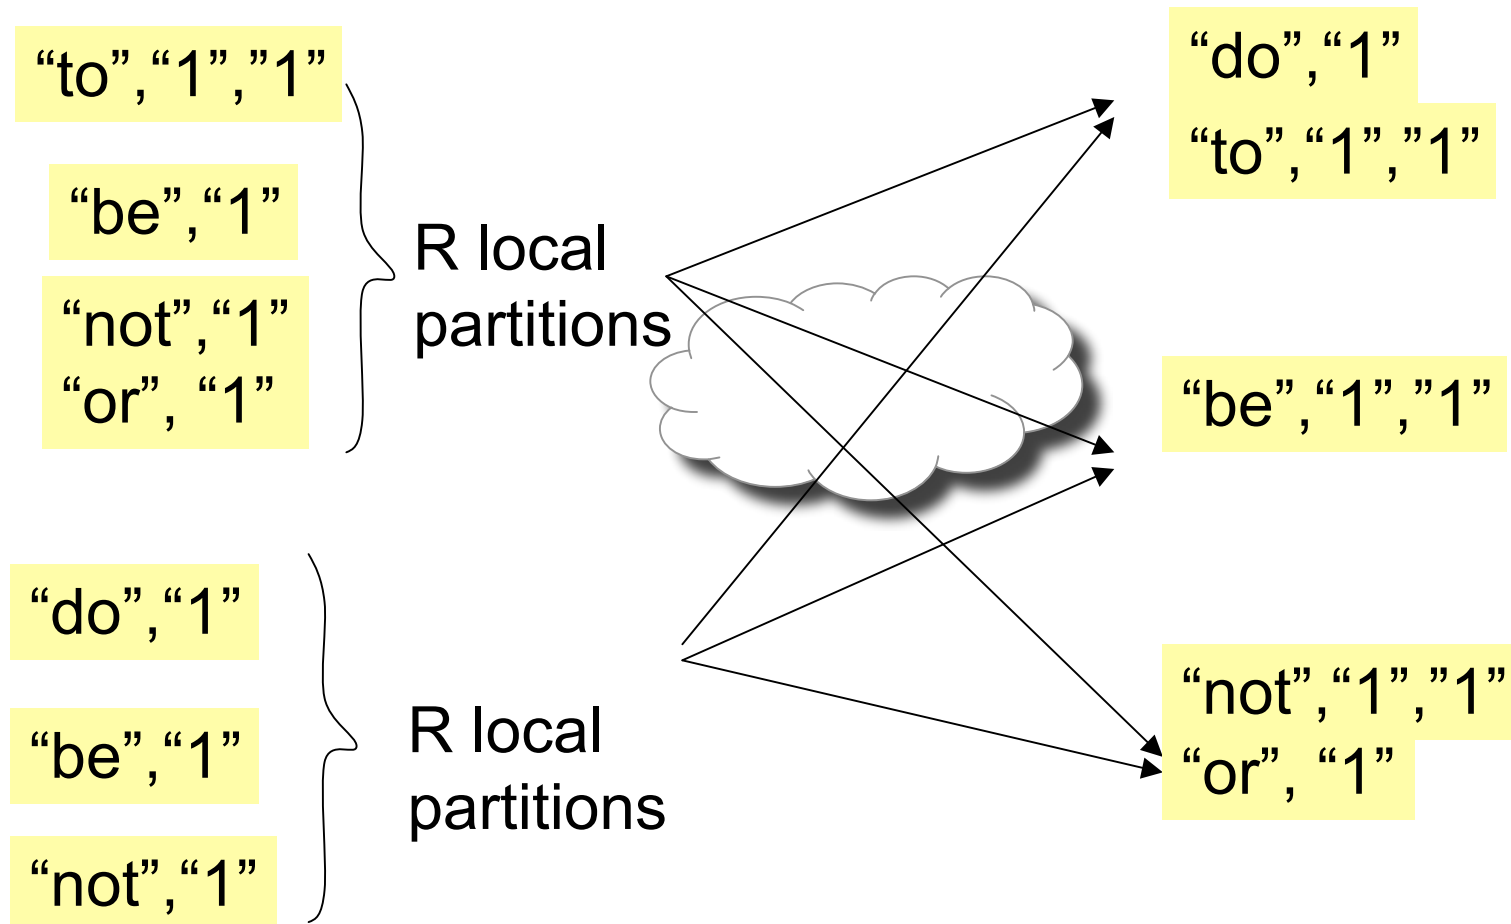 “to”,“1”,”1”
“be”,“1”
“not”,“1”
“or”, “1”
R local
partitions
“do”,“1”
“be”,“1”
“not”,“1”
R local
partitions
“do”,“1”
“to”,“1”,”1”
“be”,“1”,”1”
“not”,“1”,”1”
“or”, “1”